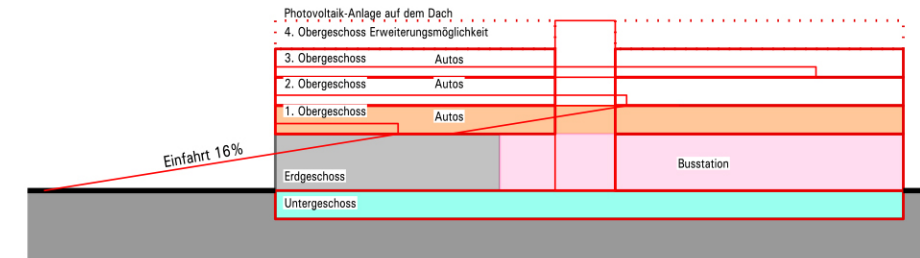 Photovoltaik-Anlage auf dem Dach
4. Obergeschoss Erweiterungsmöglichkeit
3. Obergeschoss Autos
2. Obergeschoss Autos
1. Obergeschoss Autos
Einfahrt 16%
Busstation
Erdgeschoss
Untergeschoss